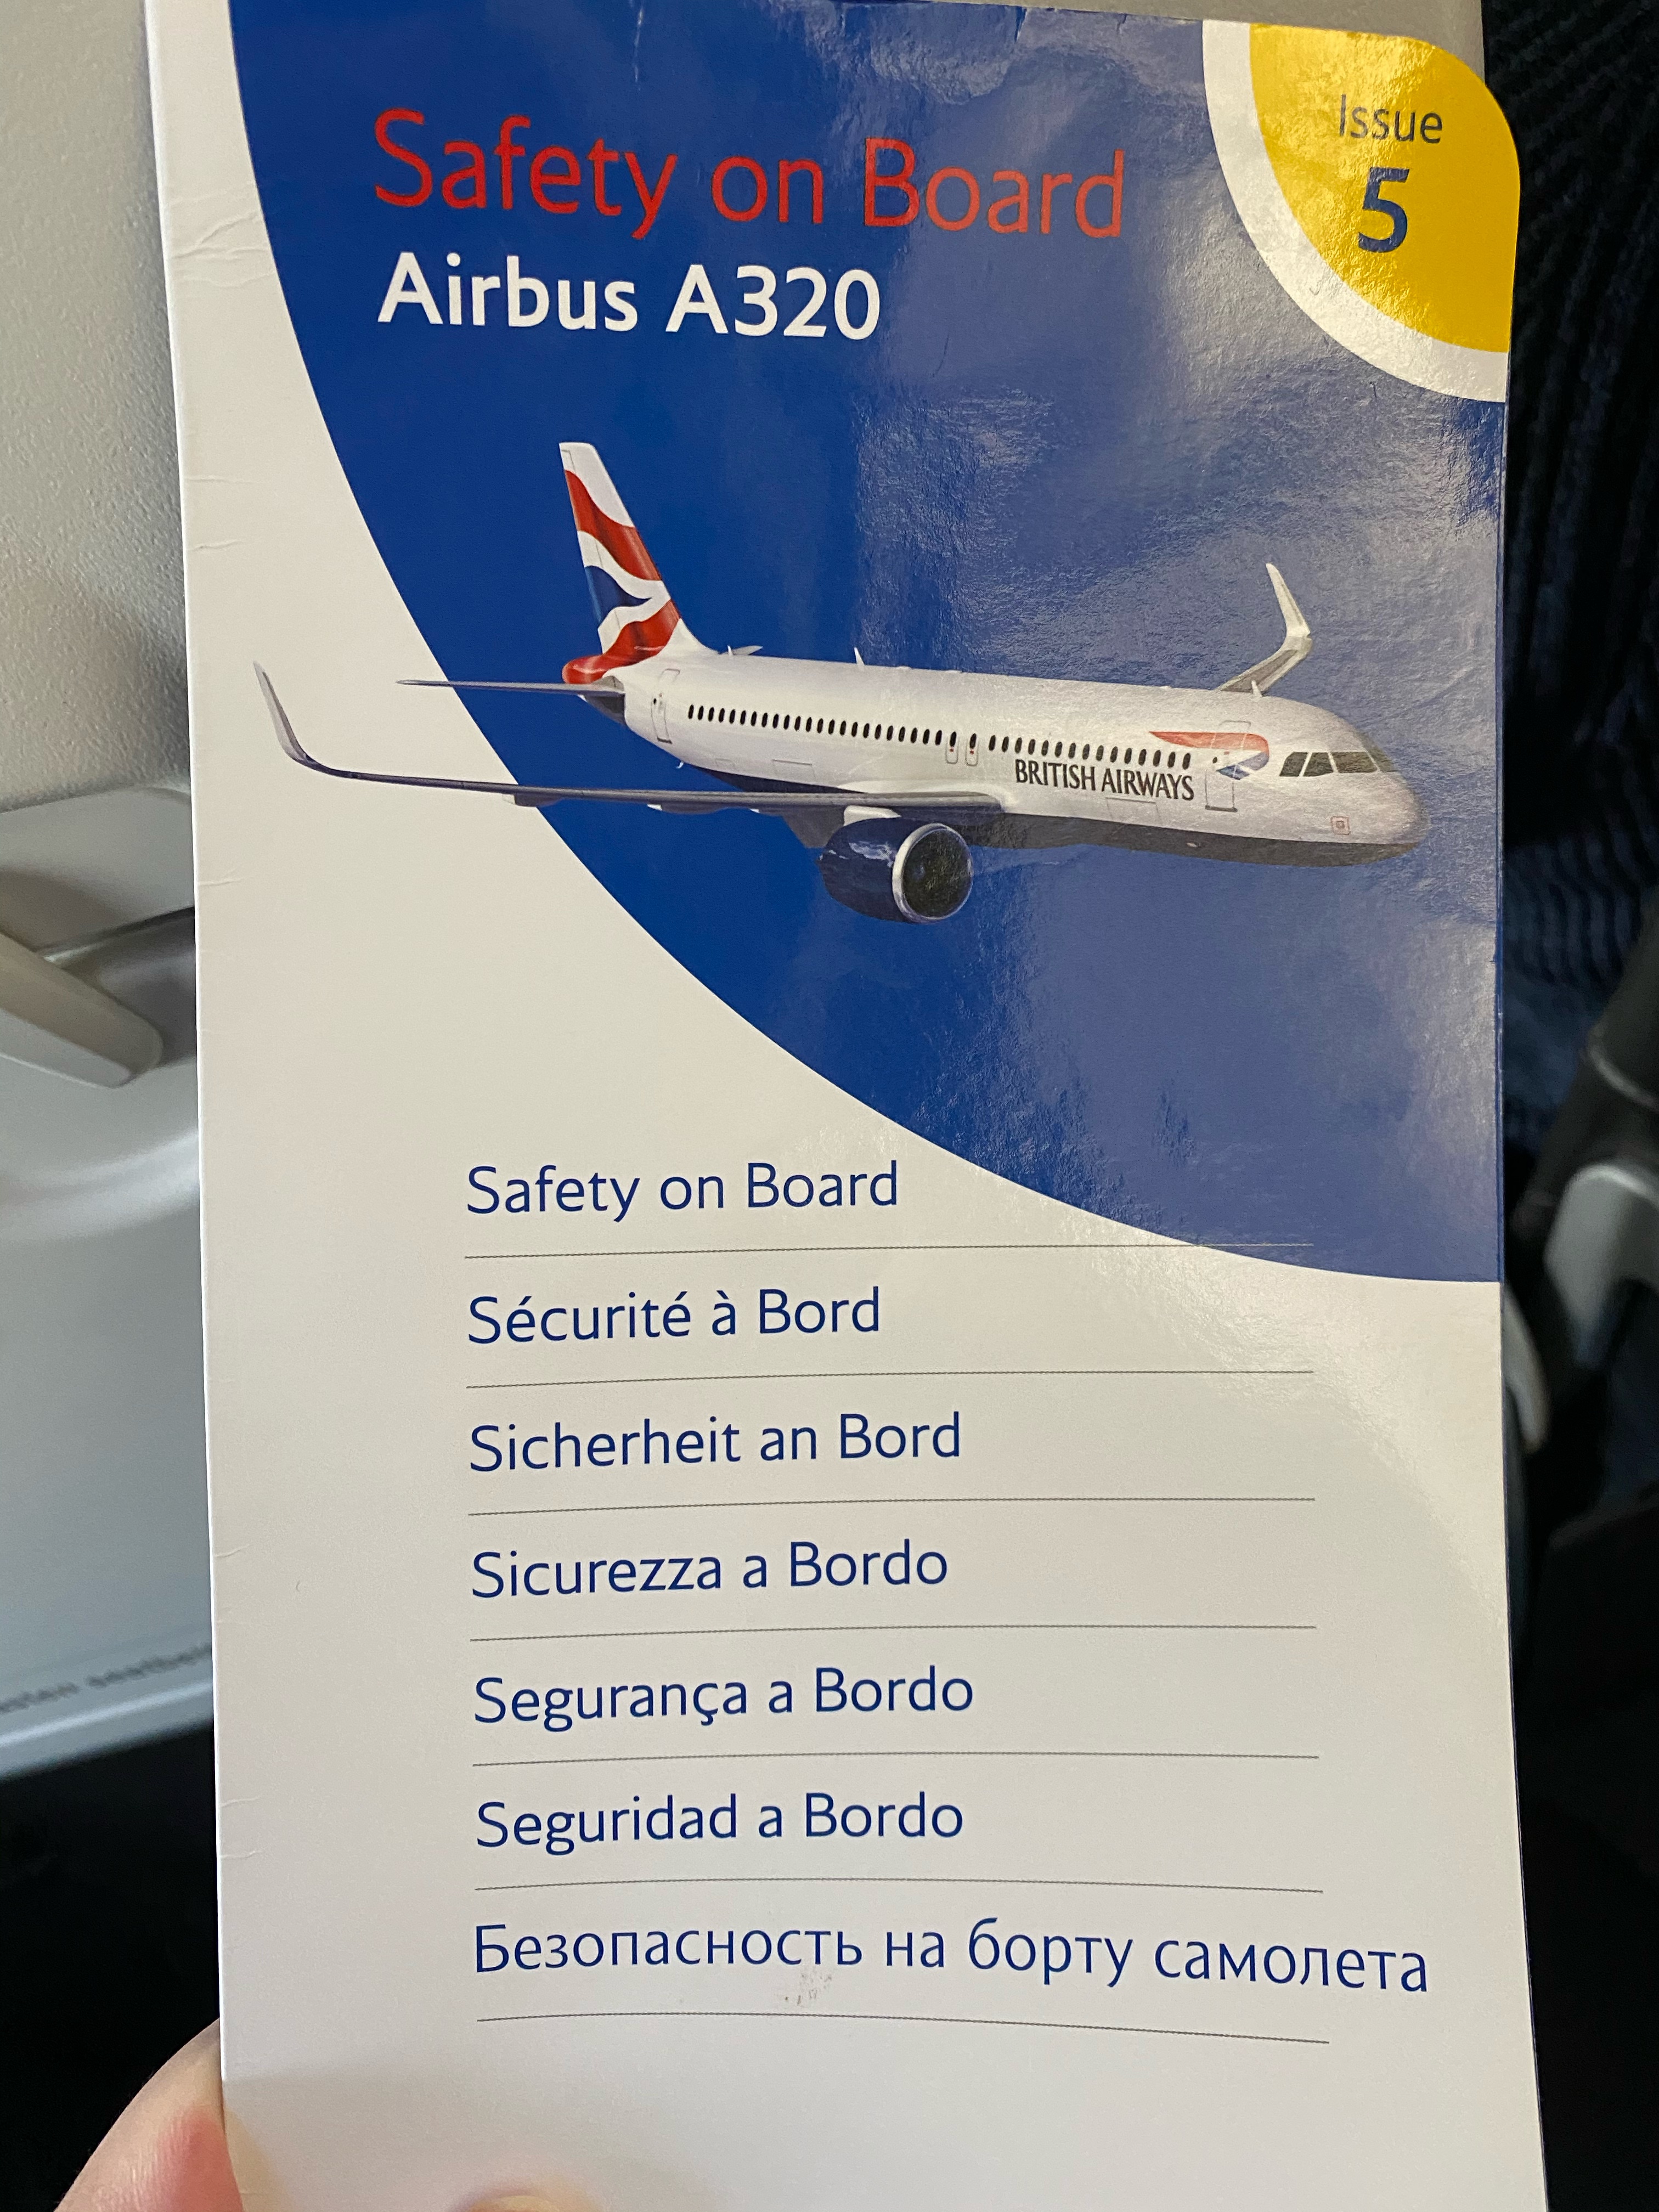 Safety on Board
Airbus A320
Issue
5
BRITISH AIRWAYS
Safety on Board
Sécurité à Bord
Sicherheit an Bord
Sicurezza a Bordo
Segurança a Bordo
Seguridad a Bordo
Безопасность на борту самолета